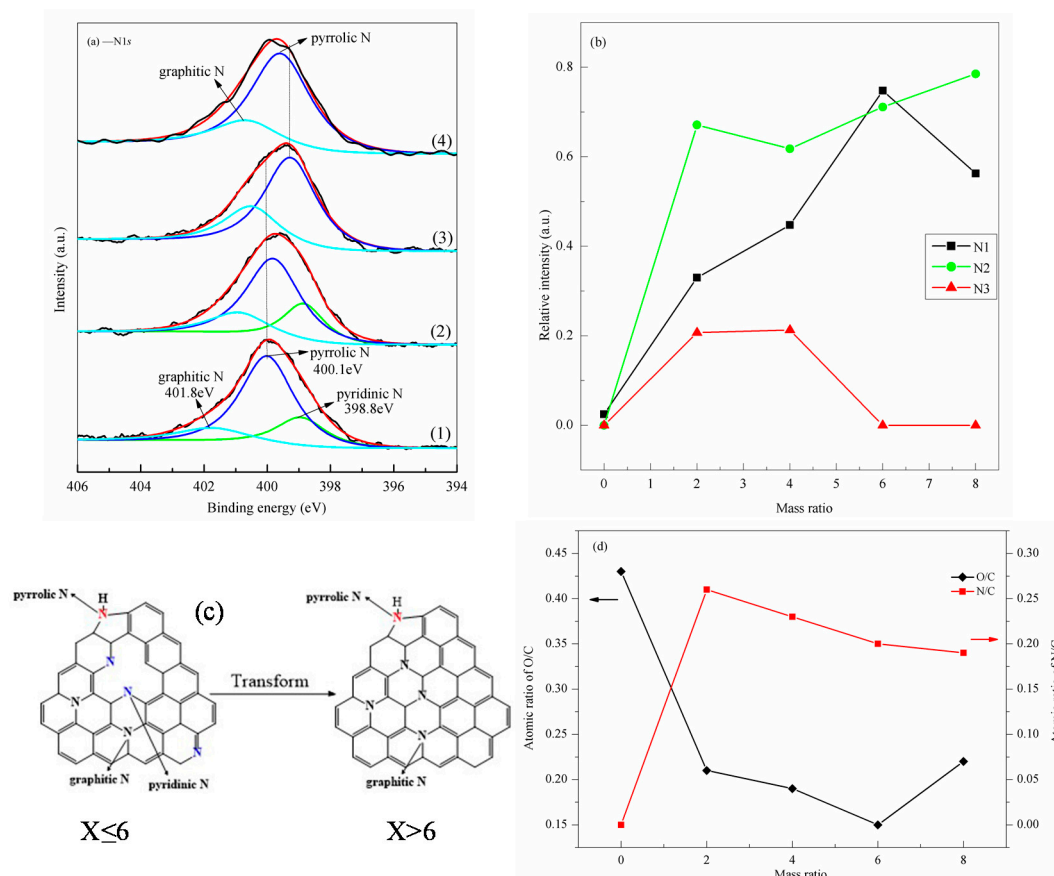 (a) —N1s
pyrrolic N
graphitic N
(4)
(3)
(2)
pyrrolic N
400.1eV
graphitic N
401.8eV
pyridinic N
398.8eV
(1)
406 404 402 400 398 396 394
Binding energy (eV)
Intensity (a.u.)
(b)
0.8
0.6
0.4
0.2
0.0
Relative intensity (a.u.)
N1
N2
N3
0 1 2 3 4 5 6 7 8
Mass ratio
(c)
pyrrolic N
H
N
N
N
N
N
N
graphitic N
pyridinic N
X≤6
Transform
pyrrolic N
H
N
N
N
N
N
graphitic N
X>6
(d)
0.45
0.40
0.35
0.30
0.25
0.20
0.15
Atomic ratio of O/C
O/C
N/C
0.30
0.25
0.20
0.15
0.10
0.05
0.00
0 2 4 6 8
Mass ratio